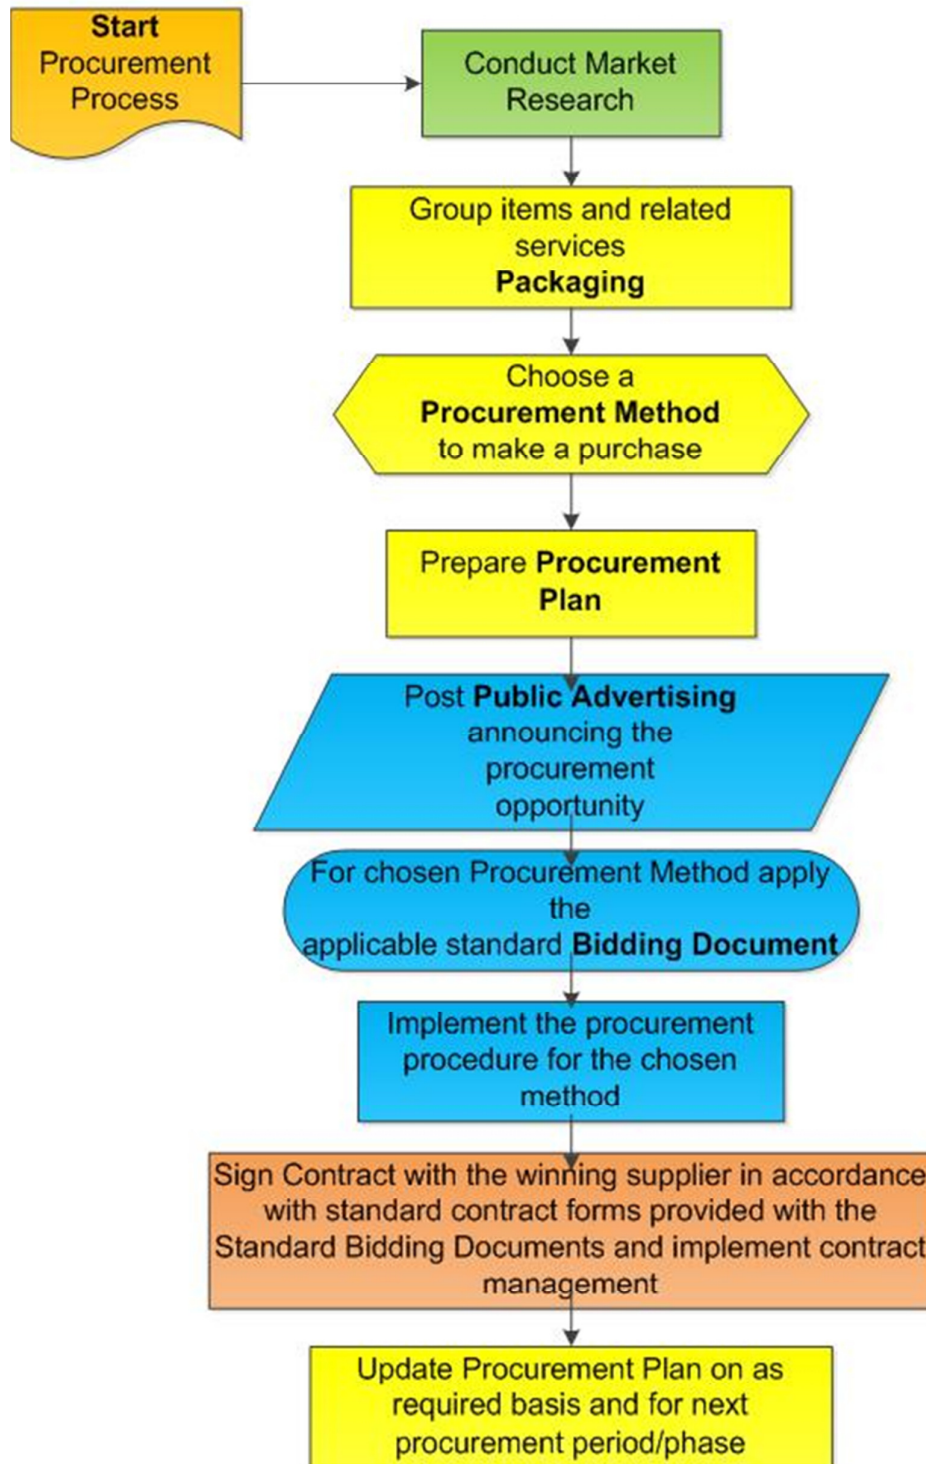 Start
Procurement
Process
Conduct Market
Research
Group items and related
services
Packaging
Choose a
Procurement Method
to make a purchase
Prepare Procurement
Plan
Post Public Advertising
announcing the
procurement
opportunity
For chosen Procurement Method apply
the
applicable standard Bidding Document
Implement the procurement
procedure for the chosen
method
Sign Contract with the winning supplier in accordance
with standard contract forms provided with the
Standard Bidding Documents and implement contract
management
Update Procurement Plan on as
required basis and for next
procurement period/phase